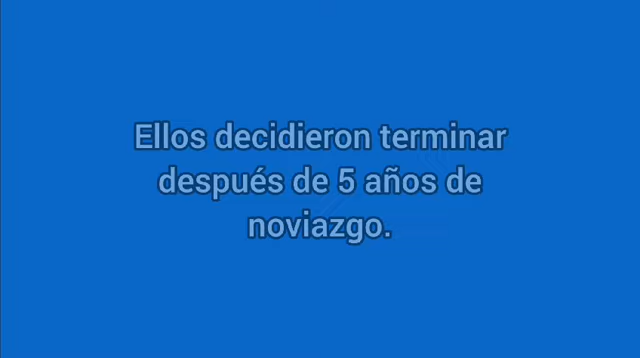 Ellos decidieron terminar
después de 5 años de
noviazgo.